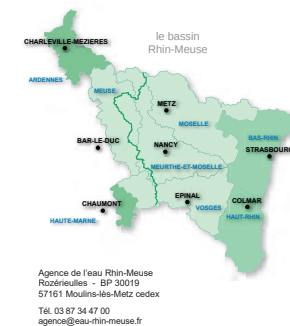 le bassin
Rhin-Meuse
CHARLEVILLE-MEZIERES
ARDENNES
MEUSE
METZ
MOSELLE
BAR-LE-DUC
NANCY
BAS-RHIN
STRASBOURG
MEURTHE-ET-MOSELLE
CHAUMONT
EPINAL
COLMAR
VOSGES
HAUTE-MARNE
HAUT-RHIN
Agence de l'eau Rhin-Meuse
Rozérieulles - BP 30019
57161 Moulins-lès-Metz cedex
Tél. 03 87 34 47 00
agence@eau-rhin-meuse.fr